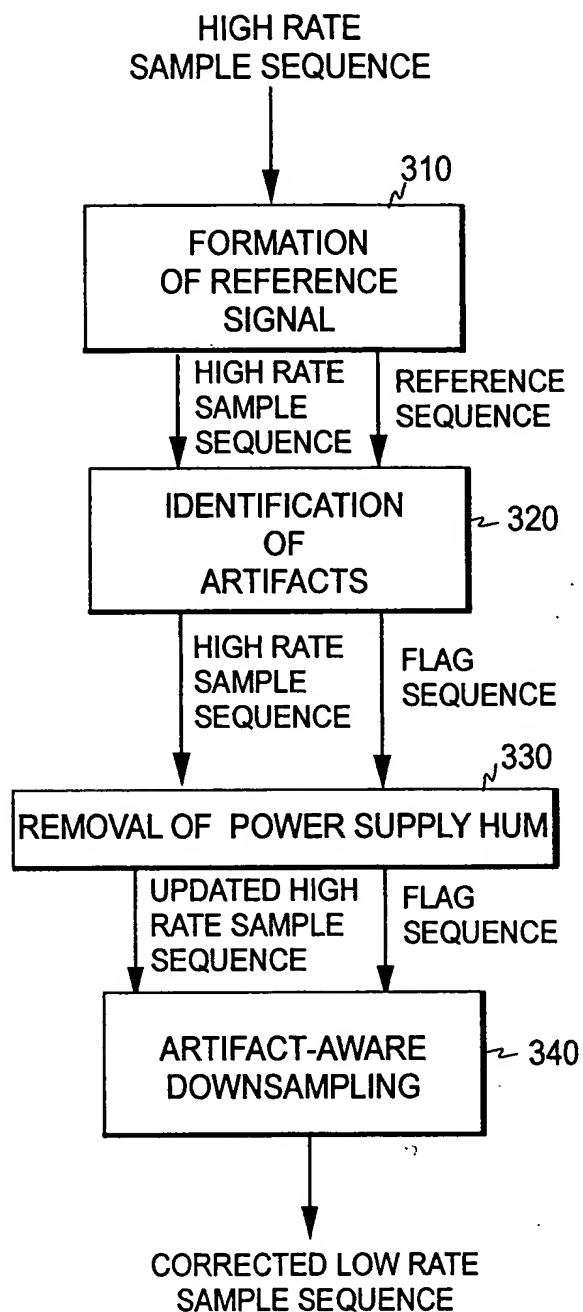 HIGH RATE
SAMPLE SEQUENCE
310
FORMATION
OF REFERENCE
SIGNAL
HIGH RATE
SAMPLE
SEQUENCE
REFERENCE
SEQUENCE
IDENTIFICATION
OF
ARTIFACTS
320
HIGH RATE
SAMPLE
SEQUENCE
FLAG
SEQUENCE
330
REMOVAL OF POWER SUPPLY HUM
UPDATED HIGH
RATE SAMPLE
SEQUENCE
FLAG
SEQUENCE
ARTIFACT-AWARE
DOWNSAMPLING
340
CORRECTED LOW RATE
SAMPLE SEQUENCE